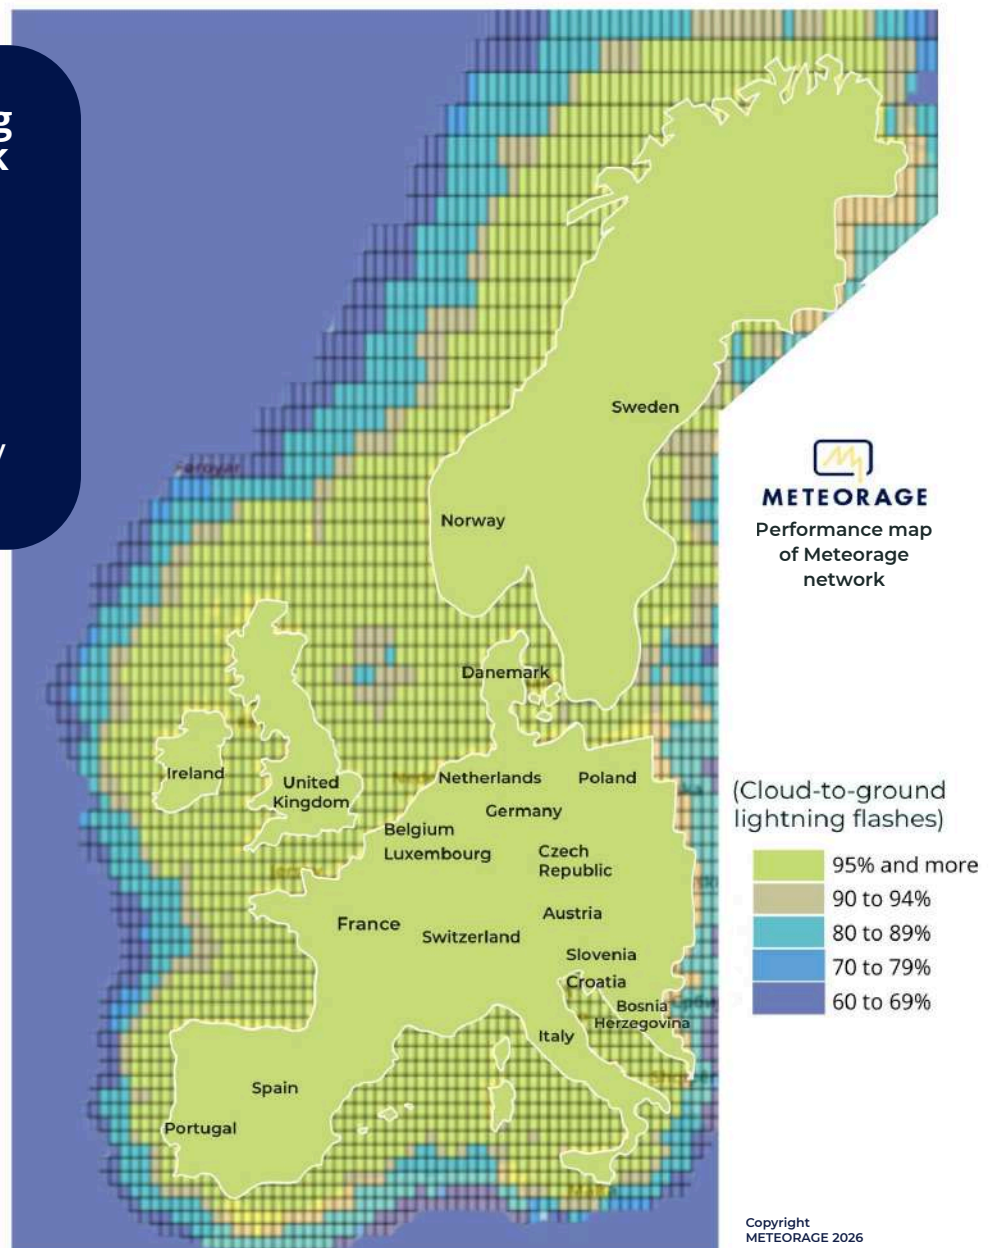 g
k
y
Føroyar
Sweden
METEORAGE
Performance map
of Meteorage
network
Norway
Danemark
Ireland
United
Kingdom
Netherlands
Poland
Germany
Belgium
Luxembourg
Czech
Republic
Austria
France
Switzerland
Slovenia
Croatia
Bosnia
Herzegovina
Italy
Spain
Portugal
Malta
(Cloud-to-ground
lightning flashes)
95% and more
90 to 94%
80 to 89%
70 to 79%
60 to 69%
Copyright
METEORAGE 2026